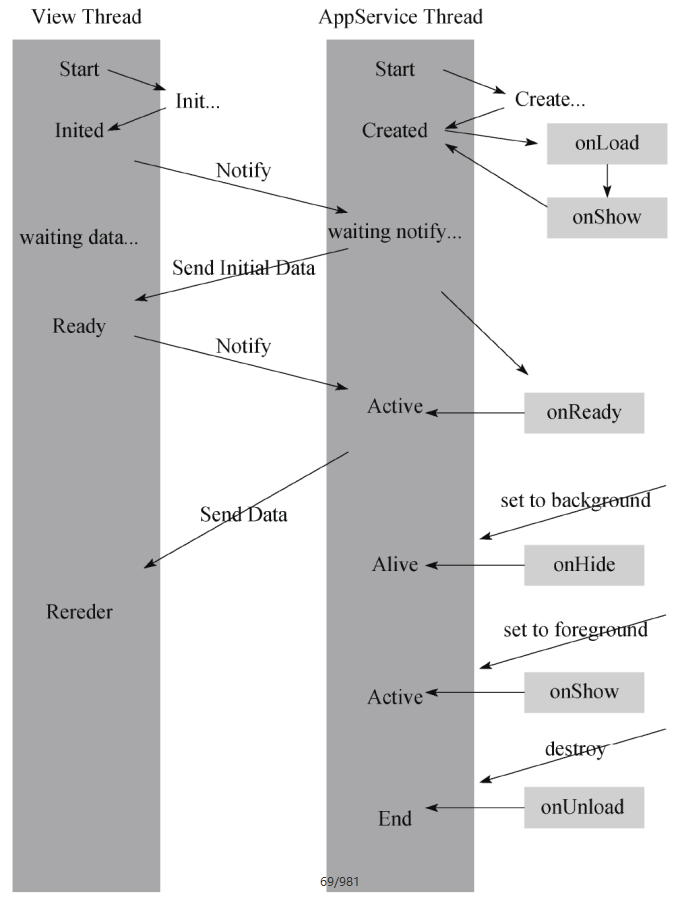 View Thread
AppService Thread
Start
Start
Init...
Create...
Inited
Created
onLoad
Notify
onShow
waiting data...
waiting notify...
Send Initial Data
Ready
Notify
Active
onReady
set to background
Send Data
Alive
onHide
Rereder
set to foreground
Active
onShow
destroy
onUnload
End
69/981